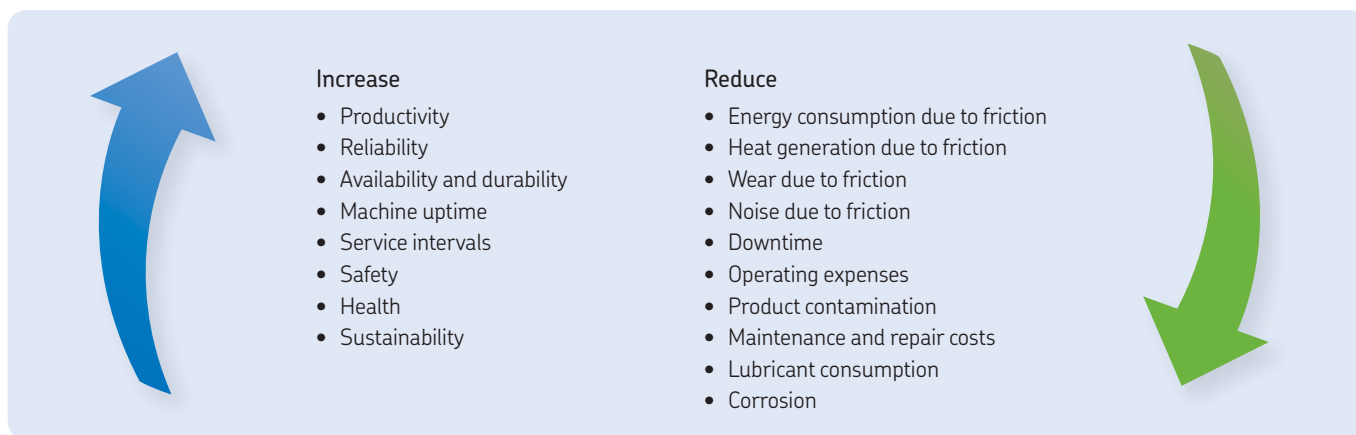 Increase
• Productivity
• Reliability
• Availability and durability
• Machine uptime
• Service intervals
• Safety
• Health
• Sustainability
Reduce
• Energy consumption due to friction
• Heat generation due to friction
• Wear due to friction
• Noise due to friction
• Downtime
• Operating expenses
• Product contamination
• Maintenance and repair costs
• Lubricant consumption
• Corrosion